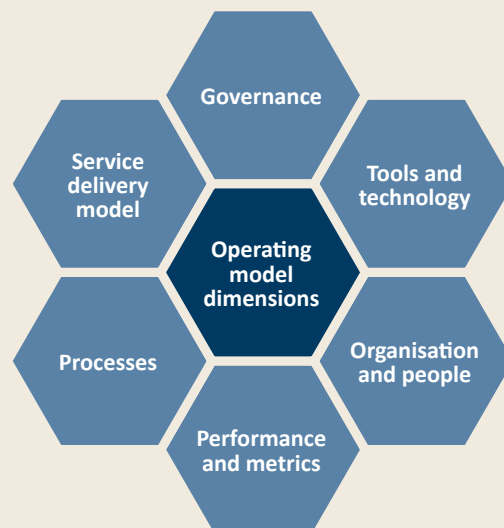 Governance
Service
delivery
model
Tools and
technology
Operating
model
dimensions
Processes
Organisation
and people
Performance
and metrics